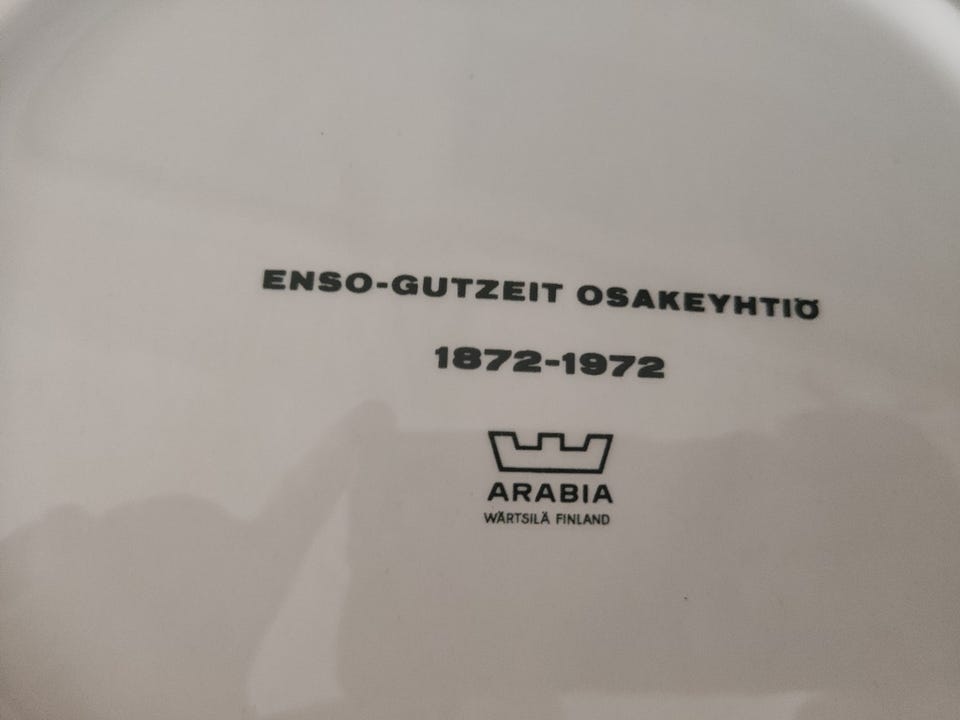 ENSO-GUTZEIT OSAKEYHTIÖ
1872-1972
ARABIA
WÄRTSILÄ FINLAND